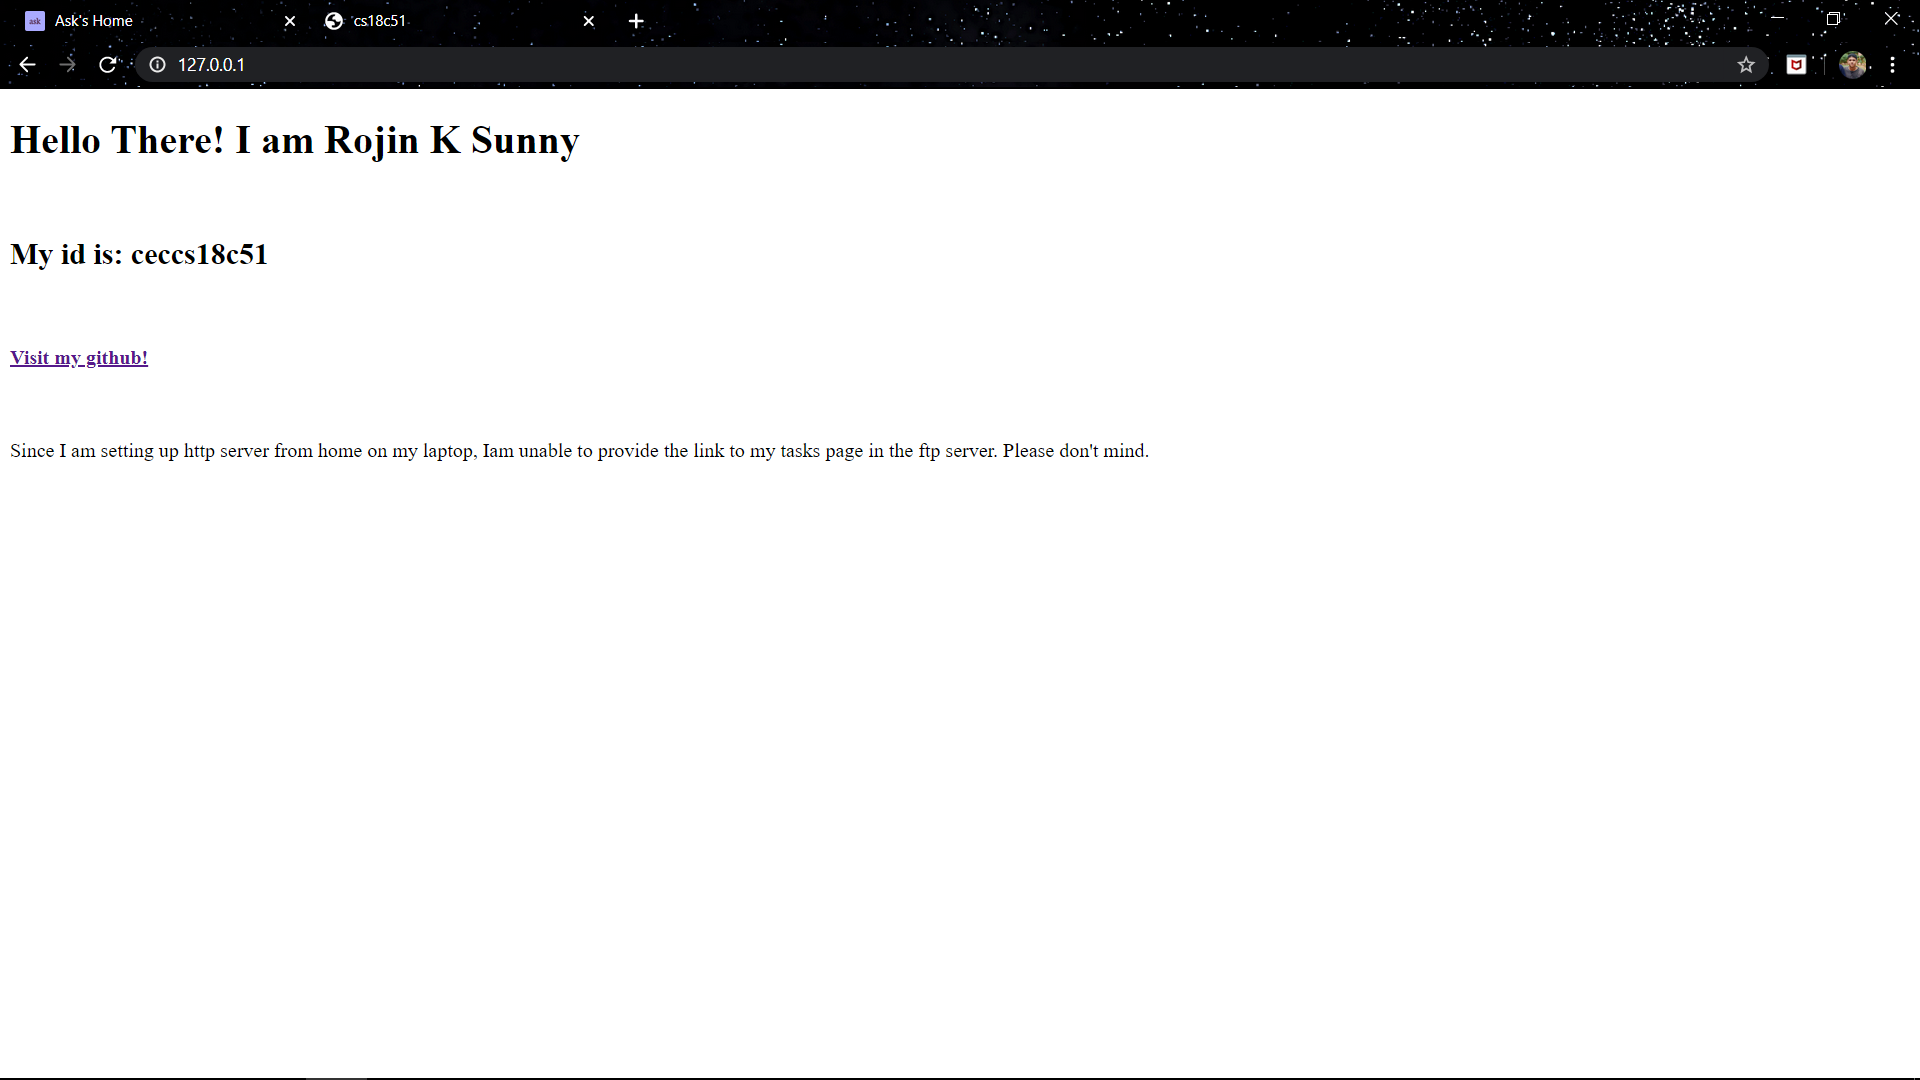 ask Ask's Home
cs18c51
127.0.0.1
Hello There! I am Rojin K Sunny
My id is: ceccs18c51
Visit my github!
Since I am setting up http server from home on my laptop, Iam unable to provide the link to my tasks page in the ftp server. Please don't mind.